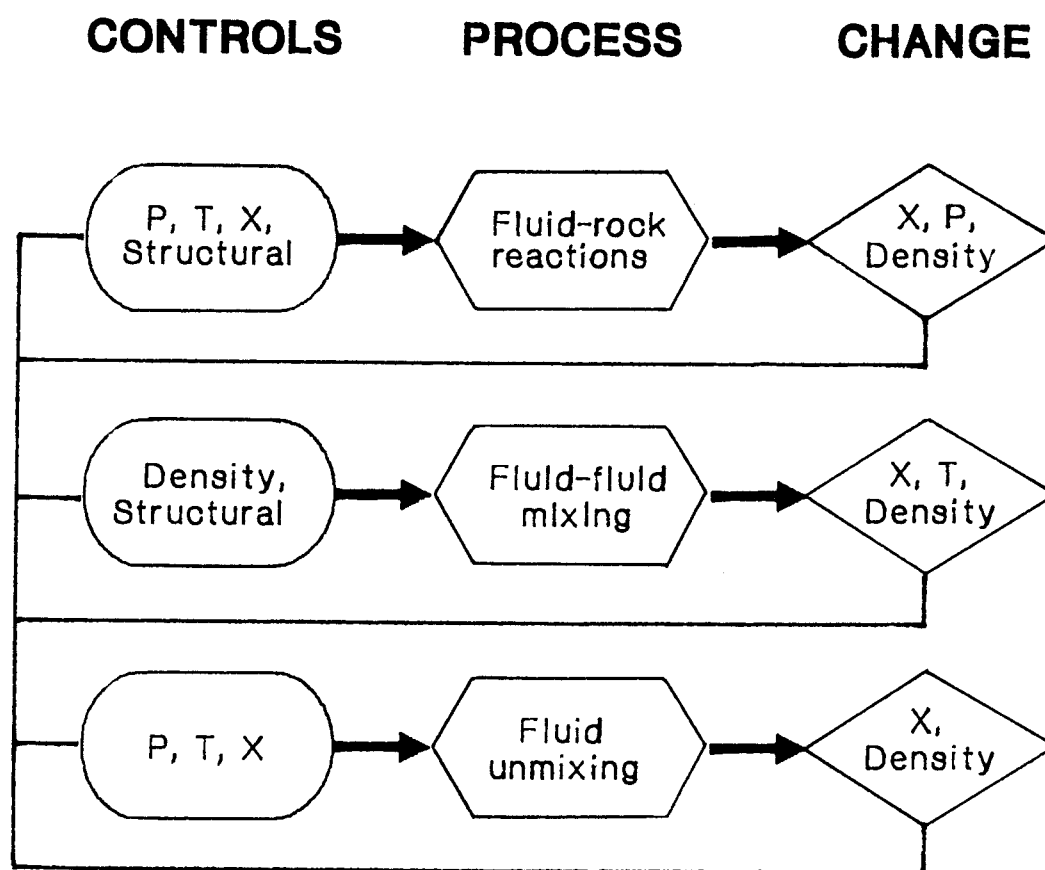 CONTROLS PROCESS CHANGE
P, T, X,
Structural
Fluid-rock
reactions
X, P,
Density
Density,
Structural
Fluid-fluid
mixing
X, T,
Density
P, T, X
Fluid
unmixing
X,
Density